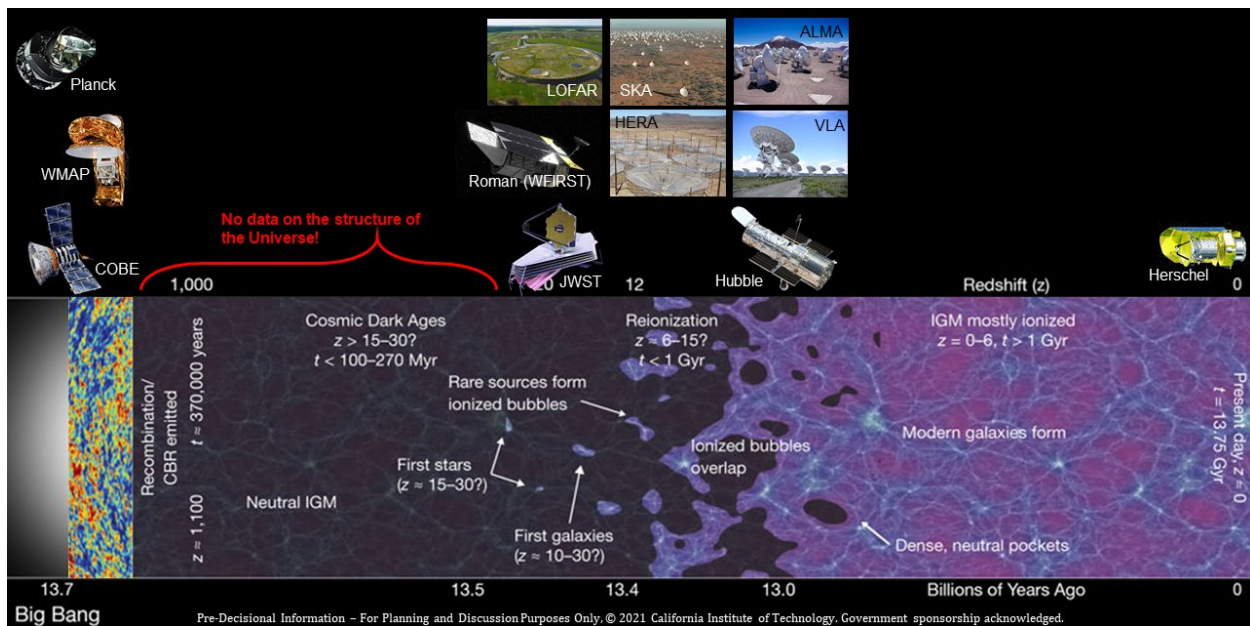 Planck
WMAP
COBE
LOFAR
SKA
ALMA
Roman (WFIRST)
HERA
VLA
No data on the structure of
the Universe!
JWST
Hubble
Herschel
1,000
20
12
6
Redshift (z)
0
Recombination/
CBR emitted
t ≈ 370,000 years
z ≈ 1,100
Cosmic Dark Ages
z > 15–30?
t < 100–270 Myr
Reionization
z ≈ 6–15?
t < 1 Gyr
IGM mostly ionized
z = 0–6, t > 1 Gyr
Rare sources form
ionized bubbles
First stars
(z ≈ 15–30?)
Neutral IGM
First galaxies
(z ≈ 10–30?)
Ionized bubbles
overlap
Modern galaxies form
Dense, neutral pockets
Present day, z = 0
t = 13.75 Gyr
13.7
13.5
13.4
13.0
Billions of Years Ago
0
Big Bang
Pre-Decisional Information – For Planning and Discussion Purposes Only, © 2021 California Institute of Technology. Government sponsorship acknowledged.